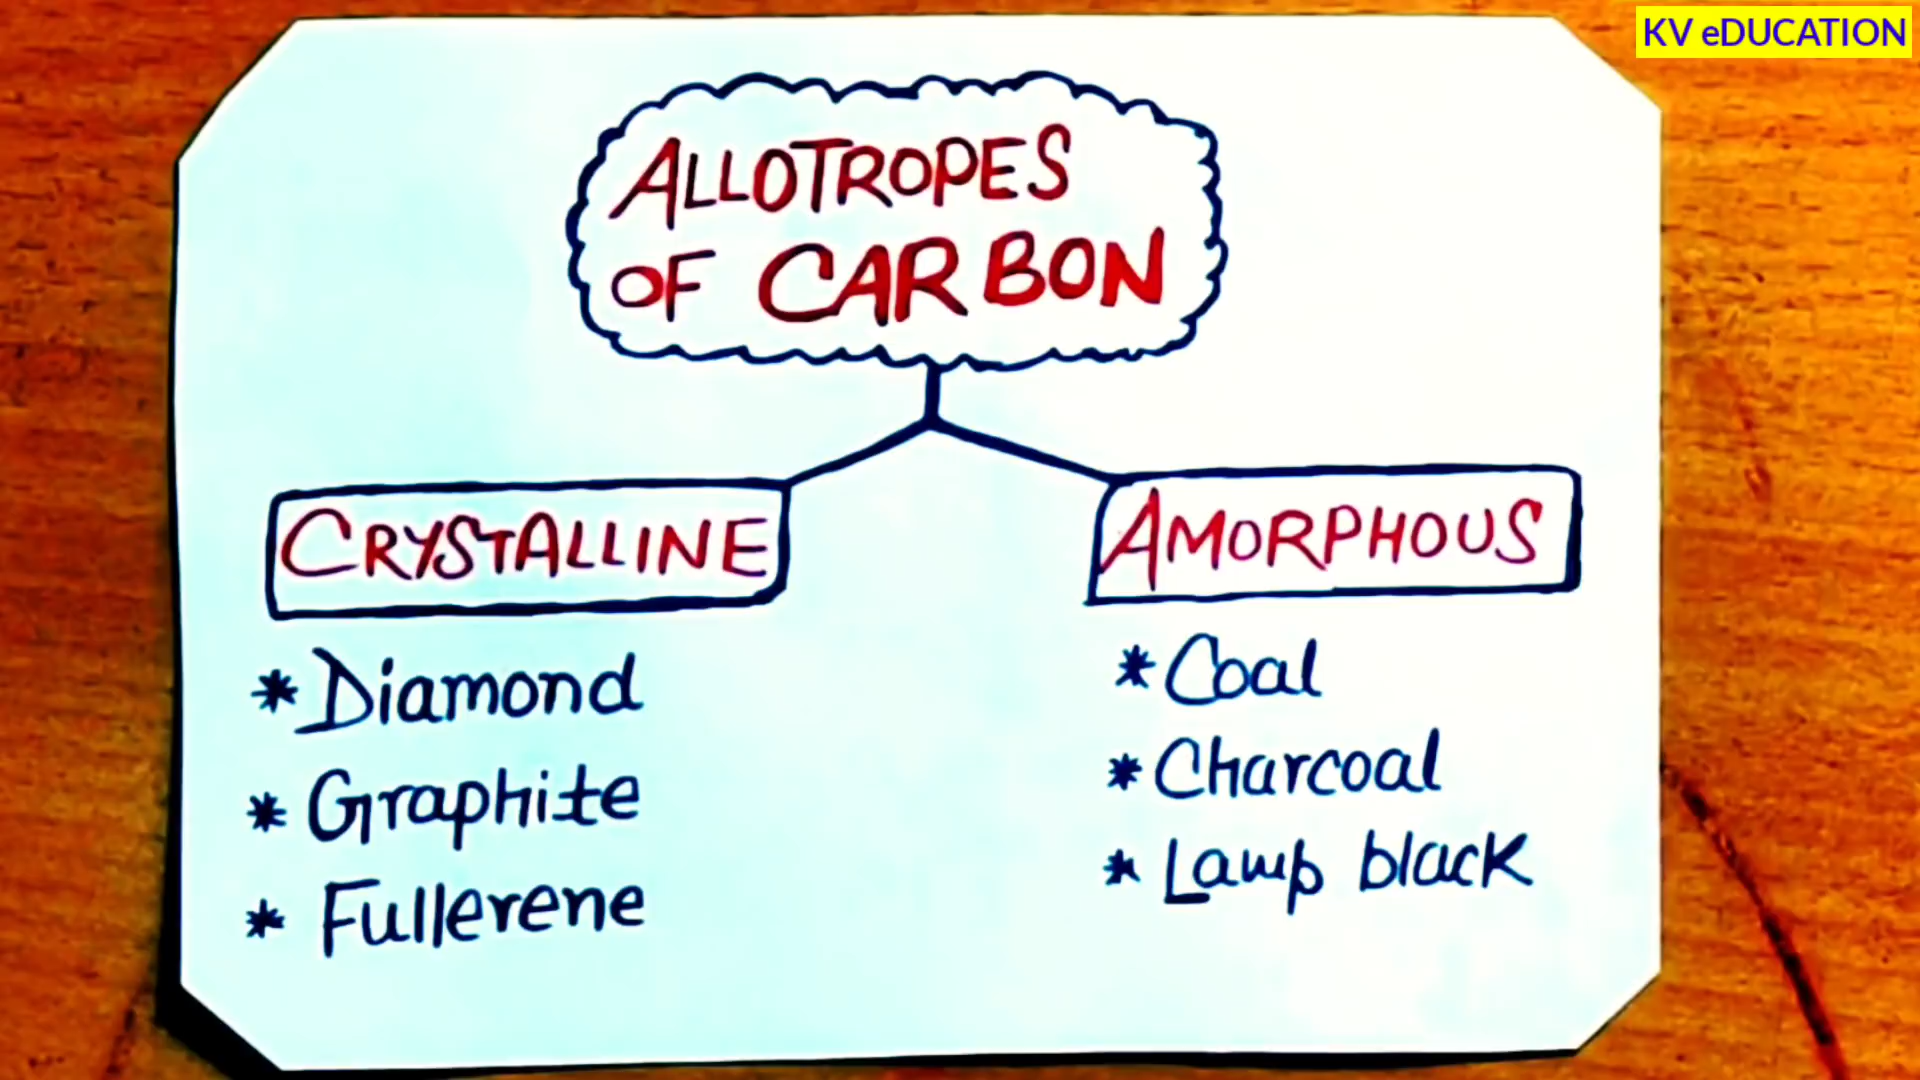 KV eDUCATION
ALLOTROPES
OF CARBON
CRYSTALLINE
* Diamond
* Graphite
* Fullerene
AMORPHOUS
* Coal
* Charcoal
* Lamp black